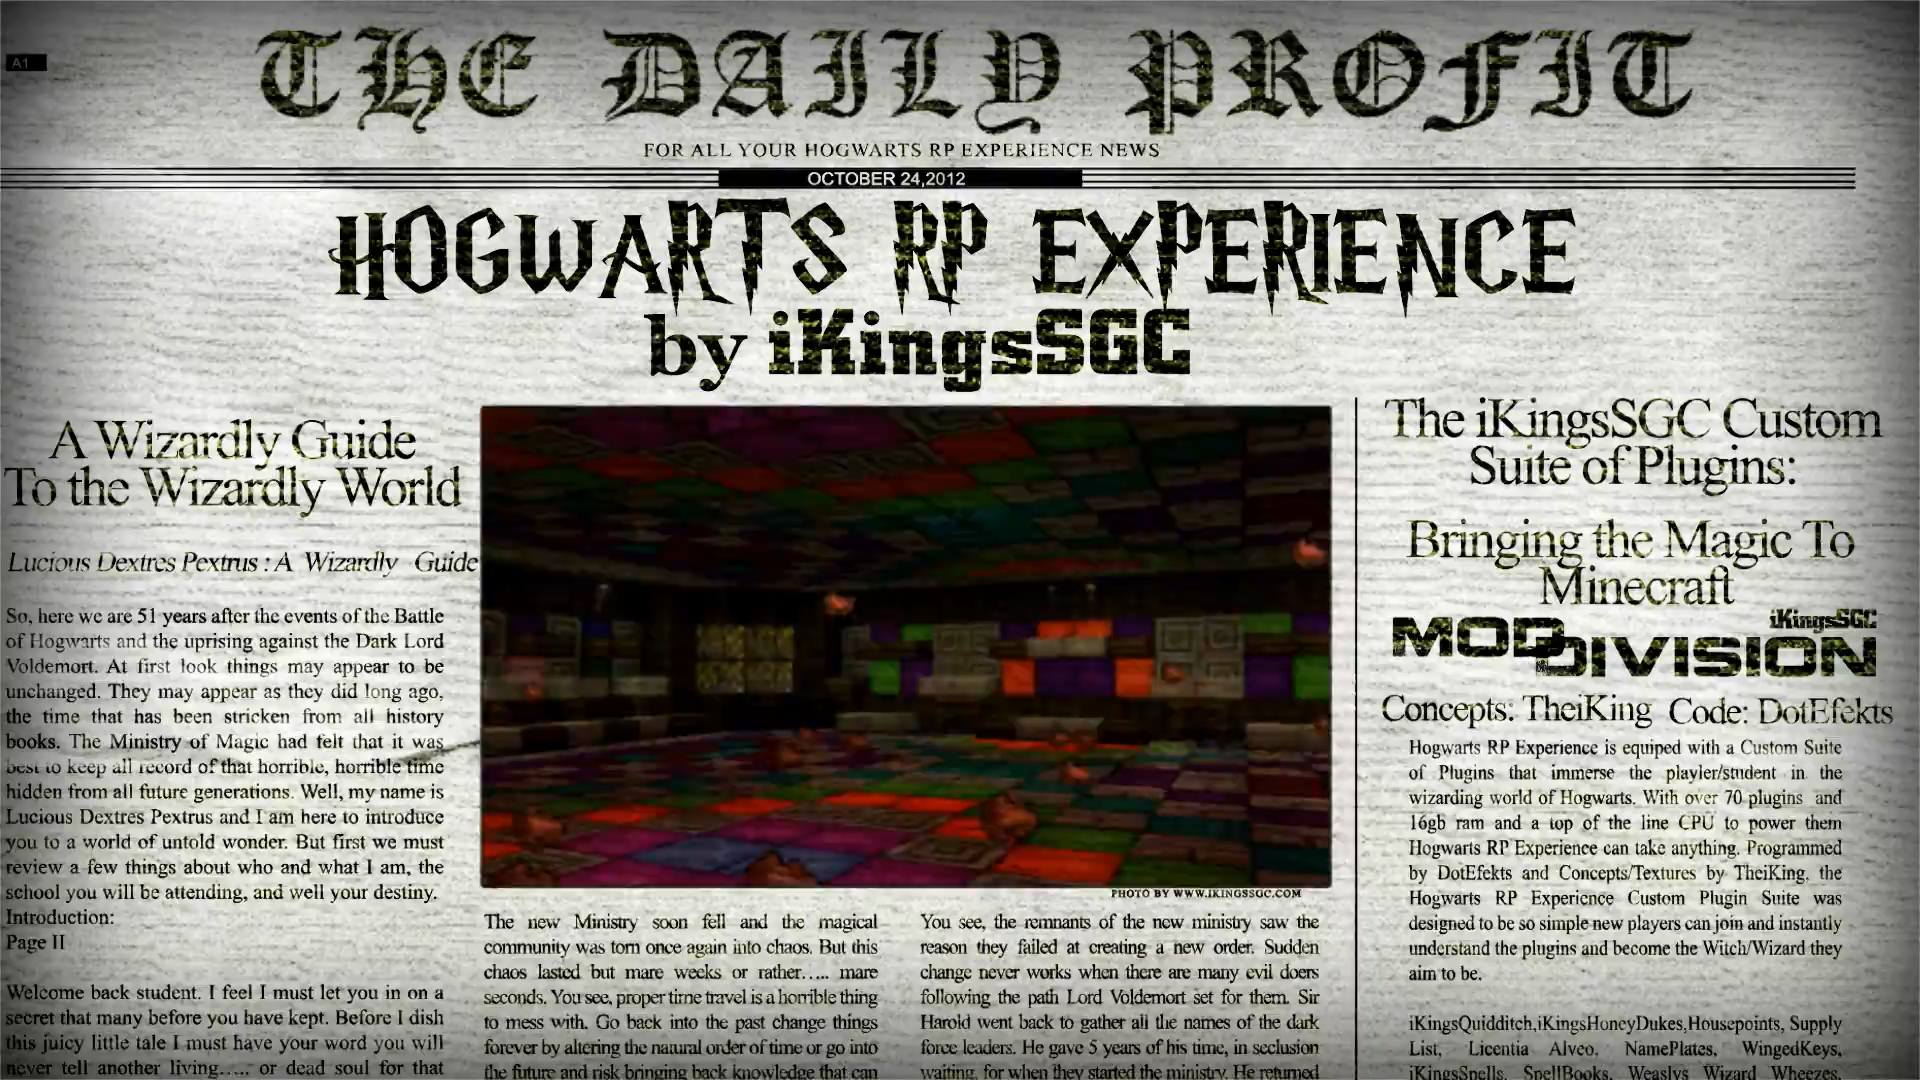 A1
THE DAILY PROFIT
FOR ALL YOUR HOGWARTS RP EXPERIENCE NEWS
OCTOBER 24,2012
HOGWARTS RP EXPERIENCE
by iKingsSGC
A Wizardly Guide
To the Wizardly World
Lucious Dextres Pextrus : A Wizardly Guide
So, here we are 51 years after the events of the Battle
of Hogwarts and the uprising against the Dark Lord
Voldemort. At first look things may appear to be
unchanged. They may appear as they did long ago,
the time that has been stricken from all history
books. The Ministry of Magic had felt that it was
best to keep all record of that horrible, horrible time
hidden from all future generations. Well, my name is
Lucious Dextres Pextrus and I am here to introduce
you to a world of untold wonder. But first we must
review a few things about who and what I am, the
school you will be attending, and well your destiny.
Introduction:
Page II
Welcome back student. I feel I must let you in on a
secret that many before you have kept. Before I dish
this juicy little tale I must have your word you will
never tell another living….. or dead soul for that
PHOTO BY WWW.IKINGSSGC.COM
The new Ministry soon fell and the magical
community was torn once again into chaos. But this
chaos lasted but mare weeks or rather….. mare
seconds. You see, proper time travel is a horrible thing
to mess with. Go back into the past change things
forever by altering the natural order of time or go into
the future and risk bringing back knowledge that can
You see, the remnants of the new ministry saw the
reason they failed at creating a new order. Sudden
change never works when there are many evil doers
following the path Lord Voldemort set for them. Sir
Harold went back to gather all the names of the dark
force leaders. He gave 5 years of his time, in seclusion
waiting, for when they started the ministry. He returned
The iKingsSGC Custom
Suite of Plugins:
Bringing the Magic To
Minecraft
iKingsSGC
MOD DIVISION
Concepts: TheiKing Code: DotEfekts
Hogwarts RP Experience is equiped with a Custom Suite
of Plugins that immerse the playler/student in the
wizarding world of Hogwarts. With over 70 plugins and
16gb ram and a top of the line CPU to power them
Hogwarts RP Experience can take anything. Programmed
by DotEfekts and Concepts/Textures by TheiKing, the
Hogwarts RP Experience Custom Plugin Suite was
designed to be so simple new players can join and instantly
understand the plugins and become the Witch/Wizard they
aim to be.
iKingsQuidditch,iKingsHoneyDukes,Housepoints, Supply
List, Licentia Alveo, NamePlates, WingedKeys,
iKingsSpells, SpellBooks, Weaslys Wizard Wheezes,